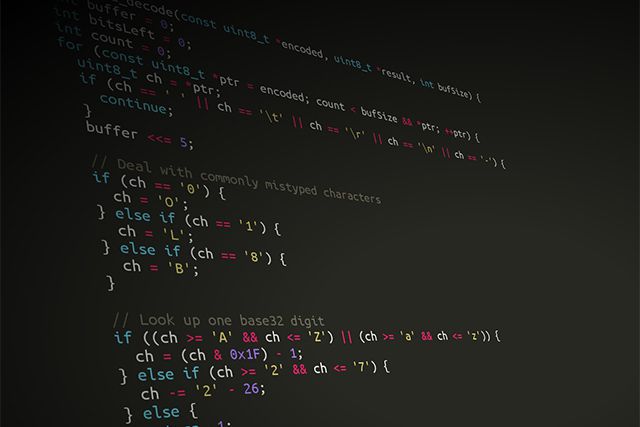 _decode(const uint8_t *encoded, uint8_t *result, int bufSize) {
int buffer = 0;
int bitsLeft = 0;
int count = 0;
for (const uint8_t *ptr = encoded; count < bufSize && *ptr; ++ptr) {
uint8_t ch = *ptr;
if (ch == ' ' || ch == '\t' || ch == '\r' || ch == '\n' || ch == '-') {
continue;
}
buffer <<= 5;
// Deal with commonly mistyped characters
if (ch == '0') {
ch = 'O';
} else if (ch == '1') {
ch = 'L';
} else if (ch == '8') {
ch = 'B';
}
// Look up one base32 digit
if ((ch >= 'A' && ch <= 'Z') || (ch >= 'a' && ch <= 'z')) {
ch = (ch & 0x1F) - 1;
} else if (ch >= '2' && ch <= '7') {
ch -= '2' - 26;
} else {